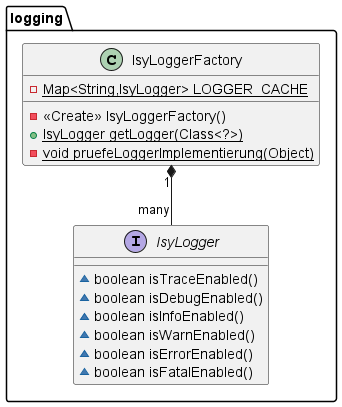 logging
C IsyLoggerFactory
Map<String,IsyLogger> LOGGER_CACHE
«Create» IsyLoggerFactory()
IsyLogger getLogger(Class<?>)
void pruefeLoggerImplementierung(Object)
1
many
I IsyLogger
boolean isTraceEnabled()
boolean isDebugEnabled()
boolean isInfoEnabled()
boolean isWarnEnabled()
boolean isErrorEnabled()
boolean isFatalEnabled()